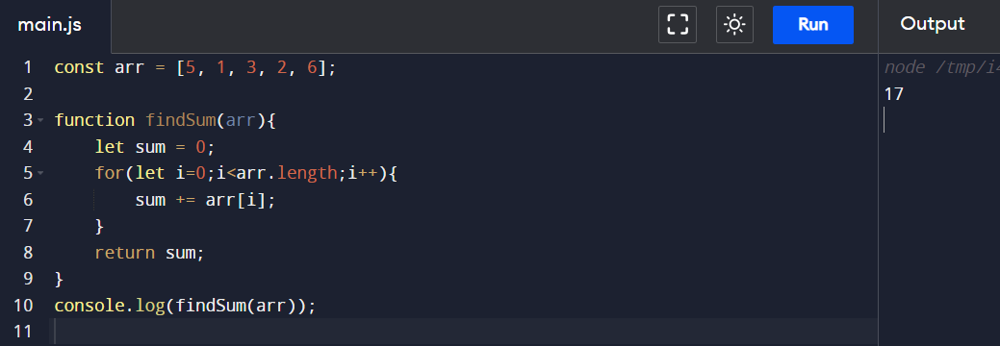 main.js Run Output
1 const arr = [5, 1, 3, 2, 6];
2
3 function findSum(arr){
4     let sum = 0;
5     for(let i=0;i<arr.length;i++){
6         sum += arr[i];
7     }
8     return sum;
9 }
10 console.log(findSum(arr));
11
node /tmp/i
17